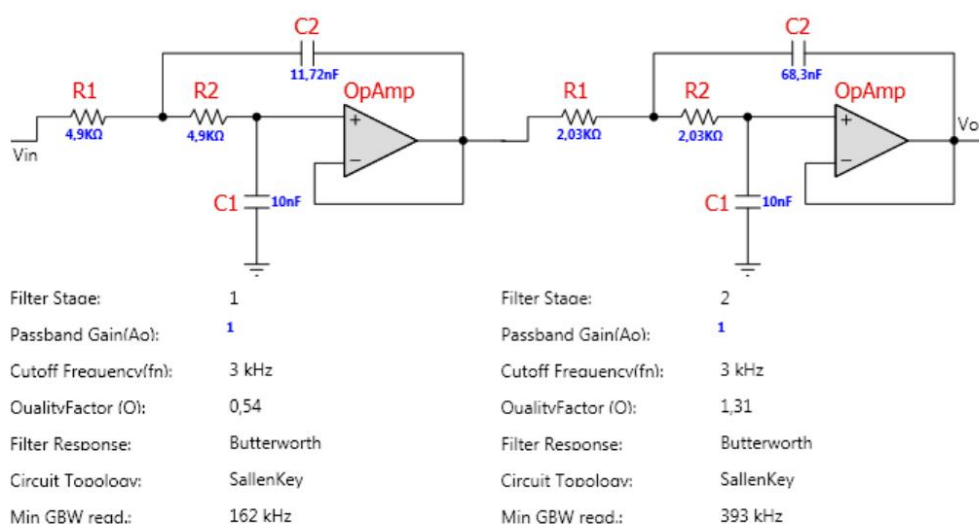 C2
11,72nF
R1
R2
OpAmp
4,9KΩ
4,9KΩ
+
−
Vin
C1
10nF
C2
68,3nF
R1
R2
OpAmp
2,03KΩ
2,03KΩ
+
−
Vo
C1
10nF
Filter Stage: 1
Passband Gain(Ao): 1
Cutoff Frequency(fn): 3 kHz
QualityFactor (Q): 0,54
Filter Response: Butterworth
Circuit Topology: SallenKey
Min GBW reqd.: 162 kHz
Filter Stage: 2
Passband Gain(Ao): 1
Cutoff Frequency(fn): 3 kHz
QualityFactor (Q): 1,31
Filter Response: Butterworth
Circuit Topology: SallenKey
Min GBW reqd.: 393 kHz